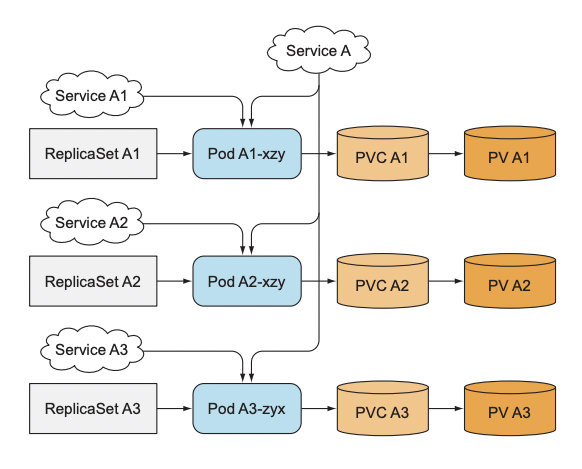 Service A
Service A1
ReplicaSet A1
Pod A1-xzy
PVC A1
PV A1
Service A2
ReplicaSet A2
Pod A2-xzy
PVC A2
PV A2
Service A3
ReplicaSet A3
Pod A3-zyx
PVC A3
PV A3